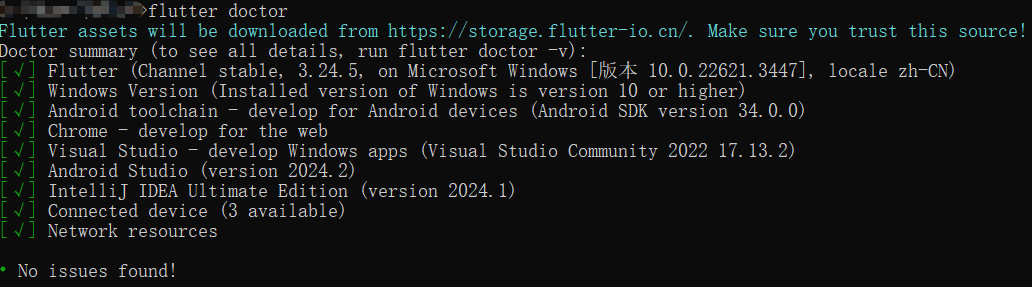 >flutter doctor
Flutter assets will be downloaded from https://storage.flutter-io.cn/. Make sure you trust this source!
Doctor summary (to see all details, run flutter doctor -v):
[√] Flutter (Channel stable, 3.24.5, on Microsoft Windows [版本 10.0.22621.3447], locale zh-CN)
[√] Windows Version (Installed version of Windows is version 10 or higher)
[√] Android toolchain - develop for Android devices (Android SDK version 34.0.0)
[√] Chrome - develop for the web
[√] Visual Studio - develop Windows apps (Visual Studio Community 2022 17.13.2)
[√] Android Studio (version 2024.2)
[√] IntelliJ IDEA Ultimate Edition (version 2024.1)
[√] Connected device (3 available)
[√] Network resources
• No issues found!